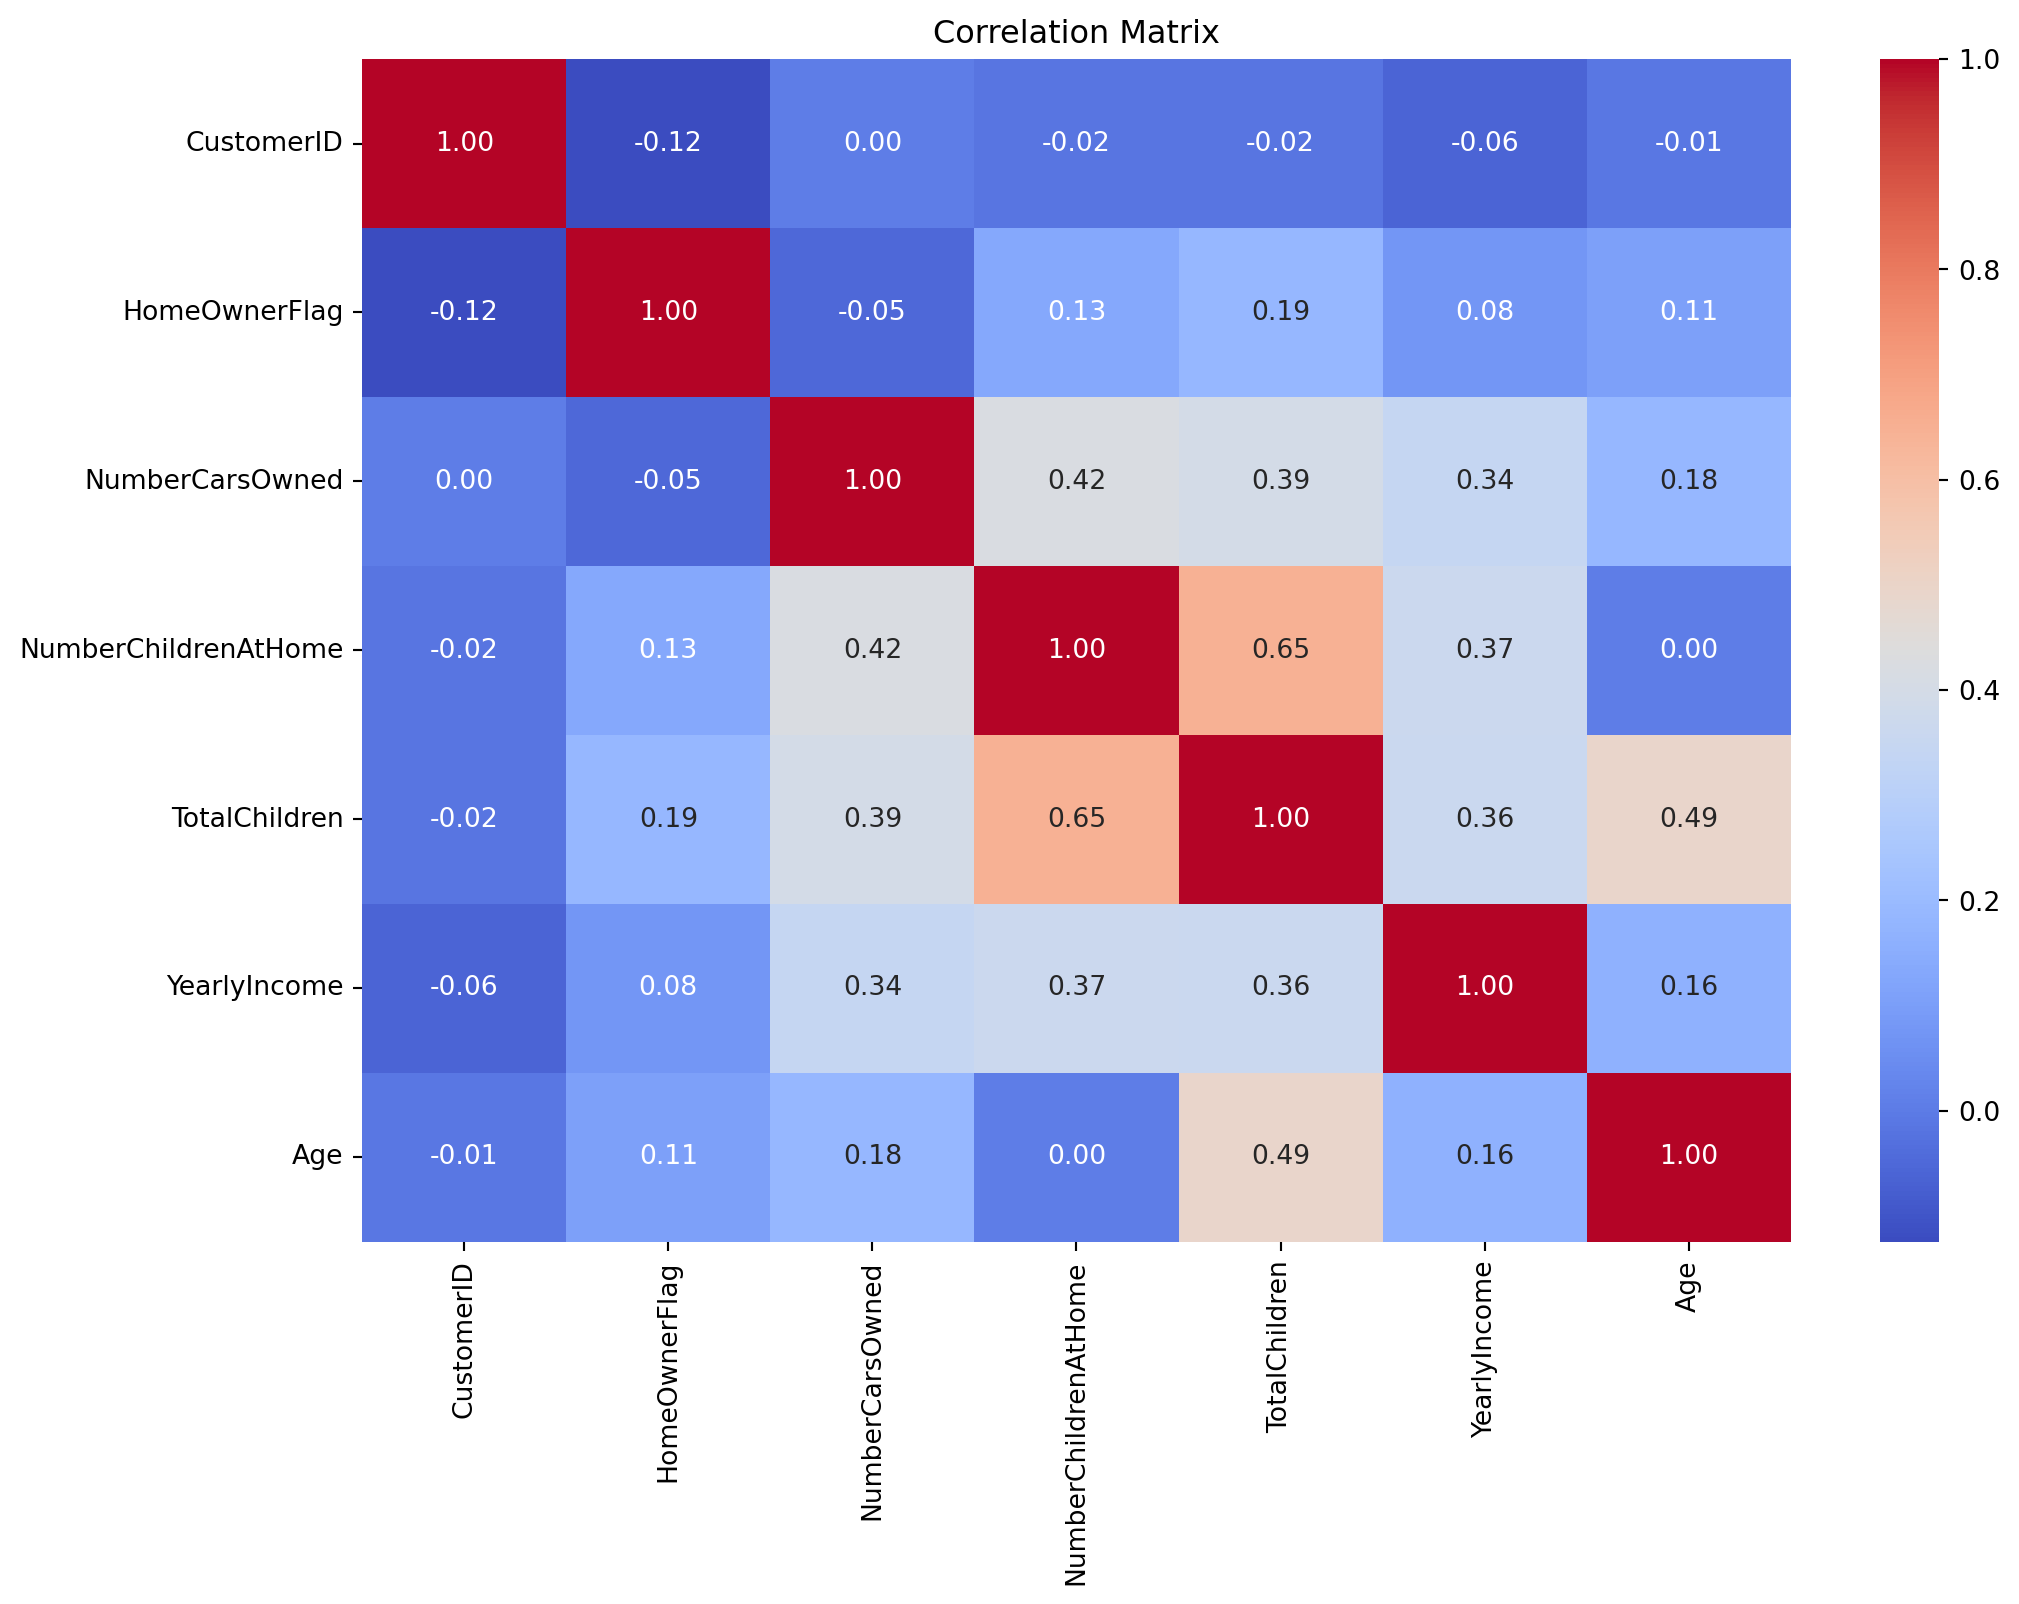 Correlation Matrix
CustomerID 1.00 -0.12 0.00 -0.02 -0.02 -0.06 -0.01
HomeOwnerFlag -0.12 1.00 -0.05 0.13 0.19 0.08 0.11
NumberCarsOwned 0.00 -0.05 1.00 0.42 0.39 0.34 0.18
NumberChildrenAtHome -0.02 0.13 0.42 1.00 0.65 0.37 0.00
TotalChildren -0.02 0.19 0.39 0.65 1.00 0.36 0.49
YearlyIncome -0.06 0.08 0.34 0.37 0.36 1.00 0.16
Age -0.01 0.11 0.18 0.00 0.49 0.16 1.00
CustomerID
HomeOwnerFlag
NumberCarsOwned
NumberChildrenAtHome
TotalChildren
YearlyIncome
Age
1.0
0.8
0.6
0.4
0.2
0.0